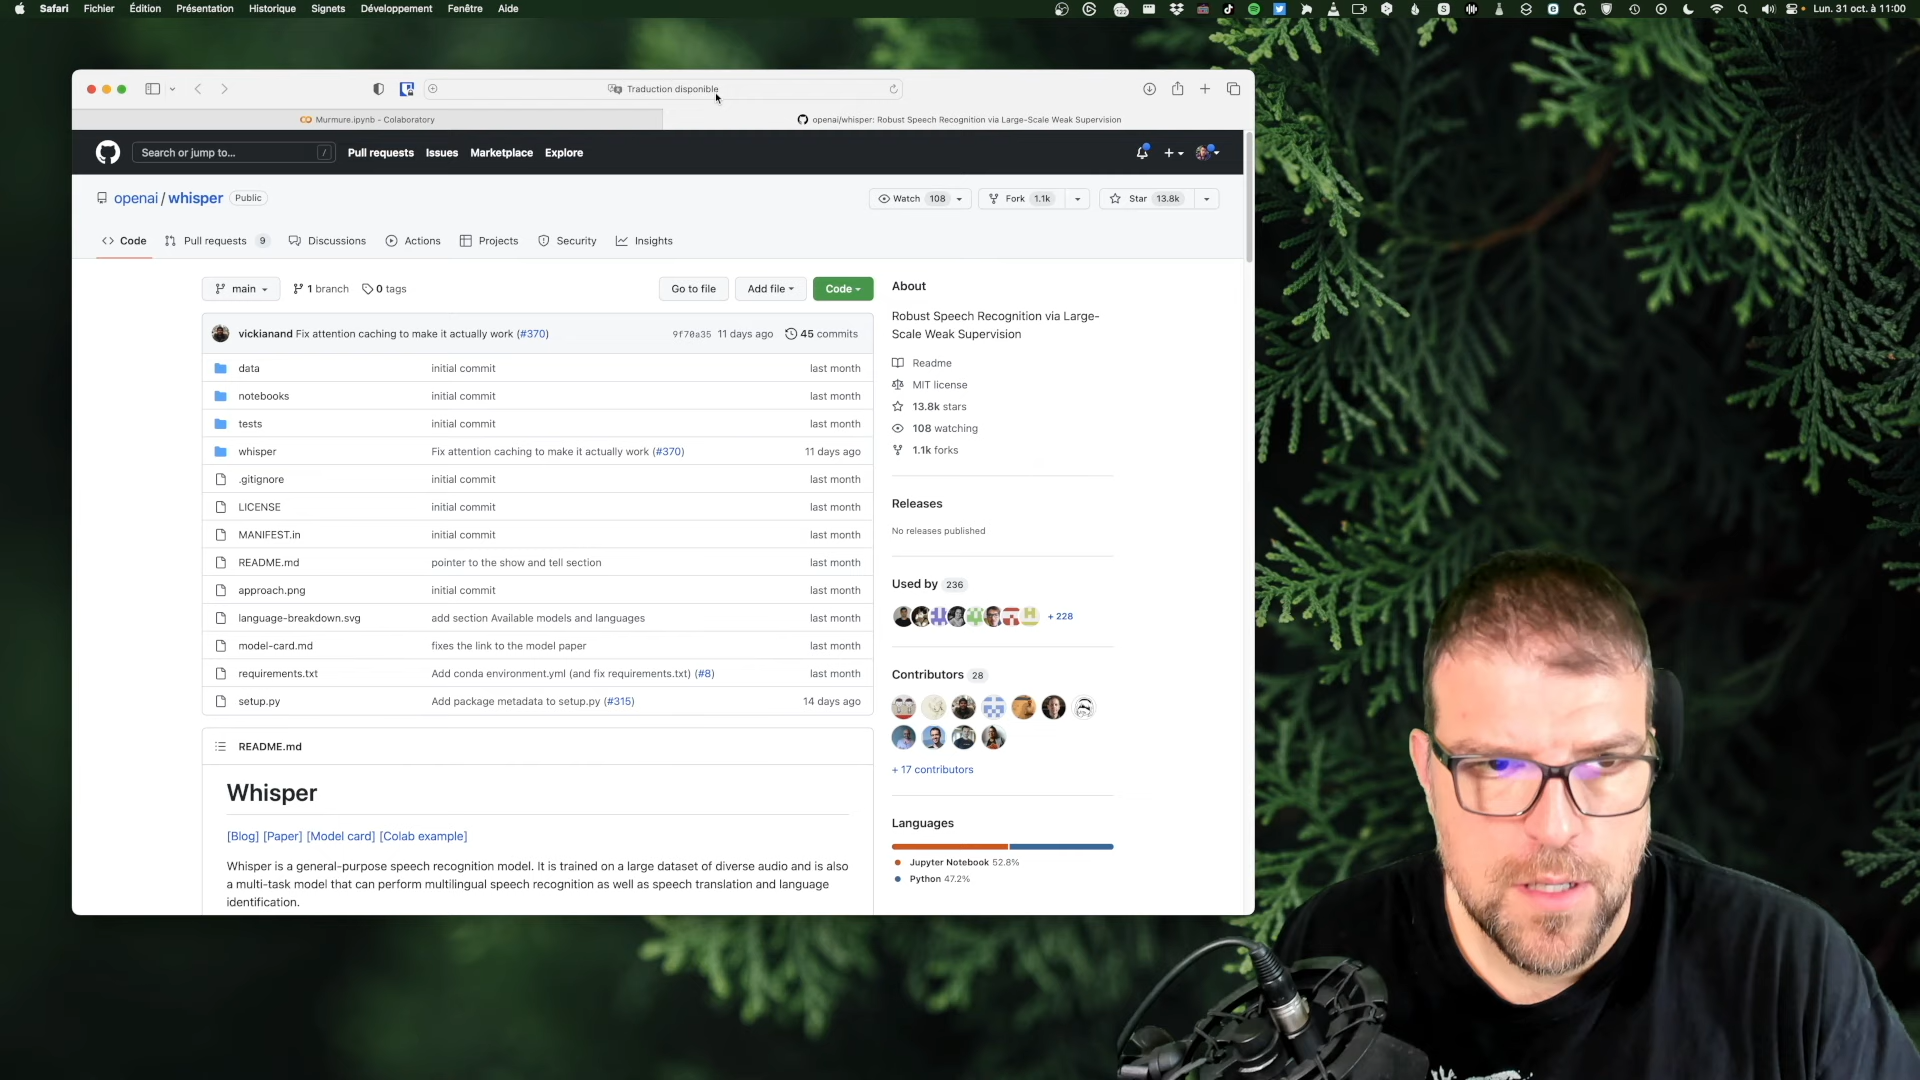 Safari Fichier Édition Présentation Historique Signets Développement Fenêtre Aide
Lun. 31 oct. à 11:00
Traduction disponible
Murmure.ipynb - Colaboratory
openai/whisper: Robust Speech Recognition via Large-Scale Weak Supervision
Search or jump to... /
Pull requests Issues Marketplace Explore
openai / whisper Public
Watch 108
Fork 1.1k
Star 13.8k
Code
Pull requests 9
Discussions
Actions
Projects
Security
Insights
main
1 branch
0 tags
Go to file
Add file
Code
vickianand Fix attention caching to make it actually work (#370)
9f70a35 11 days ago 45 commits
data initial commit last month
notebooks initial commit last month
tests initial commit last month
whisper Fix attention caching to make it actually work (#370) 11 days ago
.gitignore initial commit last month
LICENSE initial commit last month
MANIFEST.in initial commit last month
README.md pointer to the show and tell section last month
approach.png initial commit last month
language-breakdown.svg add section Available models and languages last month
model-card.md fixes the link to the model paper last month
requirements.txt Add conda environment.yml (and fix requirements.txt) (#8) last month
setup.py Add package metadata to setup.py (#315) 14 days ago
README.md
Whisper
[Blog] [Paper] [Model card] [Colab example]
Whisper is a general-purpose speech recognition model. It is trained on a large dataset of diverse audio and is also
a multi-task model that can perform multilingual speech recognition as well as speech translation and language
identification.
About
Robust Speech Recognition via Large-
Scale Weak Supervision
Readme
MIT license
13.8k stars
108 watching
1.1k forks
Releases
No releases published
Used by 236
+ 228
Contributors 28
+ 17 contributors
Languages
Jupyter Notebook 52.8%
Python 47.2%